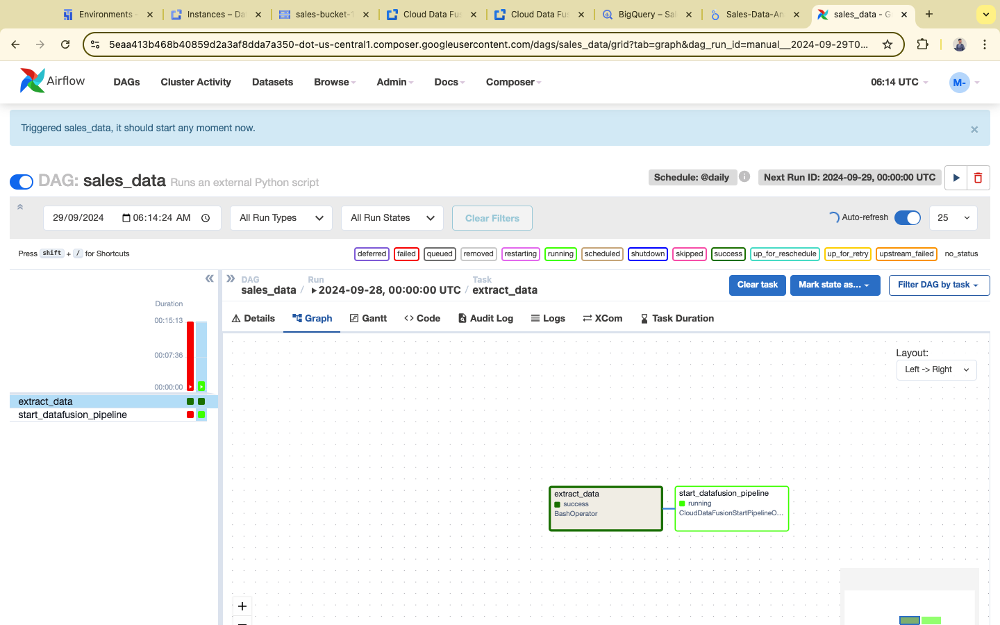 Environments –
Instances – Da
sales-bucket-1
Cloud Data Fus
Cloud Data Fus
BigQuery – Sal
Sales-Data-An
sales_data - G
5eaa413b468b40859d2a3af8dda7a350-dot-us-central1.composer.googleusercontent.com/dags/sales_data/grid?tab=graph&dag_run_id=manual__2024-09-29T0...
Airflow
DAGs
Cluster Activity
Datasets
Browse
Admin
Docs
Composer
06:14 UTC
M-
Triggered sales_data, it should start any moment now.
DAG: sales_data Runs an external Python script
Schedule: @daily
Next Run ID: 2024-09-29, 00:00:00 UTC
29/09/2024 06:14:24 AM
All Run Types
All Run States
Clear Filters
Auto-refresh
25
Press shift + / for Shortcuts
deferred
failed
queued
removed
restarting
running
scheduled
shutdown
skipped
success
up_for_reschedule
up_for_retry
upstream_failed
no_status
DAG
sales_data /
Run
2024-09-28, 00:00:00 UTC /
Task
extract_data
Clear task
Mark state as...
Filter DAG by task
Duration
00:15:13
00:07:36
00:00:00
extract_data
start_datafusion_pipeline
Details
Graph
Gantt
Code
Audit Log
Logs
XCom
Task Duration
Layout:
Left -> Right
extract_data
success
BashOperator
start_datafusion_pipeline
running
CloudDataFusionStartPipelineO...